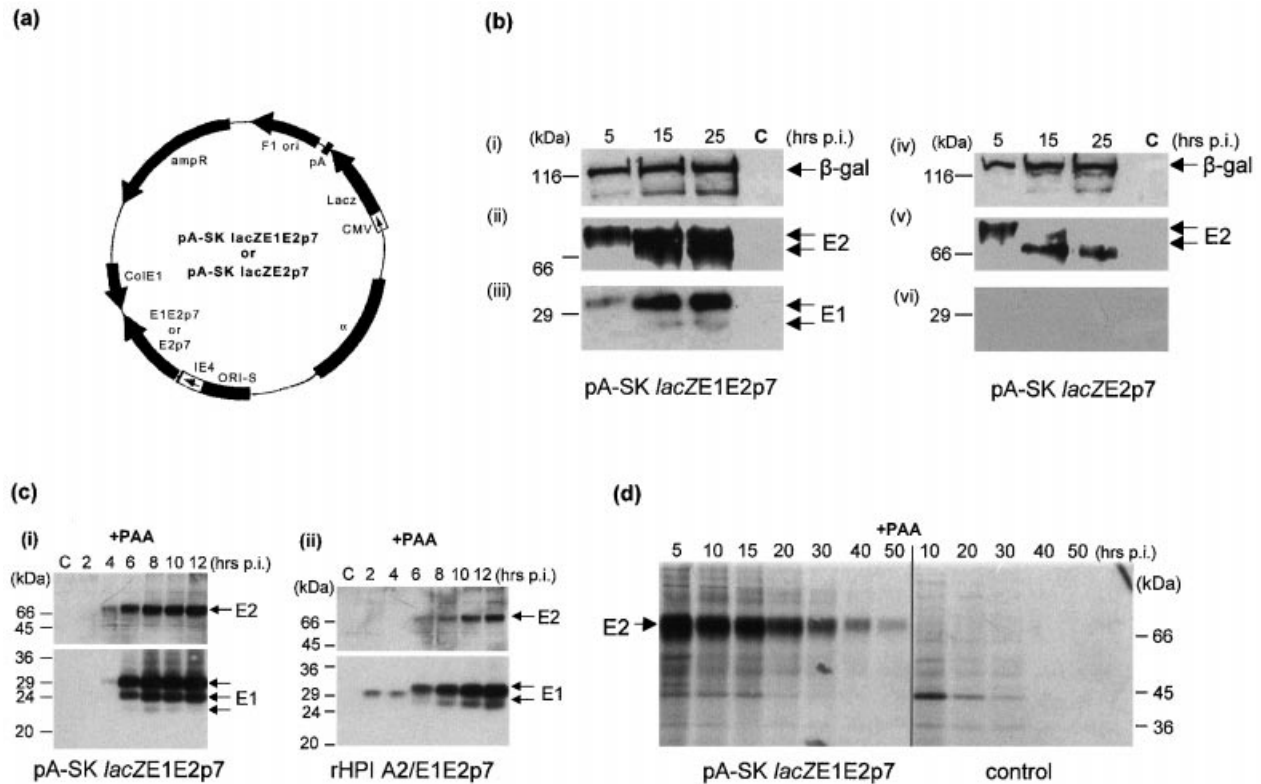 (a)
F1 ori
ampR
pA
Lacz
CMV
pA-SK lacZE1E2p7
or
pA-SK lacZE2p7
ColE1
E1E2p7
or
E2p7
IE4
ORI-S
α
(b)
(i)
(kDa) 5 15 25 C (hrs p.i.)
116
β-gal
(ii)
66
E2
(iii)
29
E1
pA-SK lacZE1E2p7
(iv)
(kDa) 5 15 25 C (hrs p.i.)
116
β-gal
(v)
66
E2
(vi)
29
pA-SK lacZE2p7
(c)
(i) +PAA
C 2 4 6 8 10 12 (hrs p.i.)
(kDa)
66
45
E2
36
29
24
20
E1
pA-SK lacZE1E2p7
(ii) +PAA
C 2 4 6 8 10 12 (hrs p.i.)
(kDa)
66
45
E2
36
29
24
20
E1
rHPI A2/E1E2p7
(d)
+PAA
5 10 15 20 30 40 50 10 20 30 40 50 (hrs p.i.)
(kDa)
E2
66
45
36
pA-SK lacZE1E2p7 control